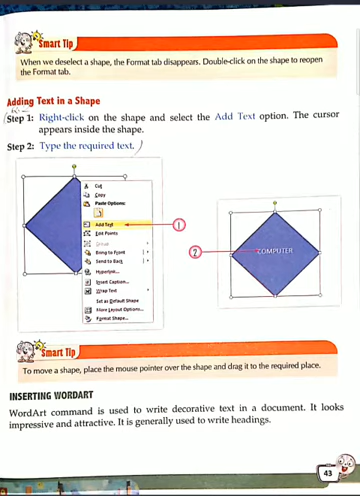 Smart Tip
When we deselect a shape, the Format tab disappears. Double-click on the shape to reopen
the Format tab.
Adding Text in a Shape
Step 1: Right-click on the shape and select the Add Text option. The cursor
appears inside the shape.
Step 2: Type the required text.
Cut
Copy
Paste Options:
Add Text
Edit Points
Group
Bring to Front
Send to Back
Hyperlink...
Insert Caption...
Wrap Text
Set as Default Shape
More Layout Options...
Format Shape...
1
2
COMPUTER
Smart Tip
To move a shape, place the mouse pointer over the shape and drag it to the required place.
INSERTING WORDART
WordArt command is used to write decorative text in a document. It looks
impressive and attractive. It is generally used to write headings.
43